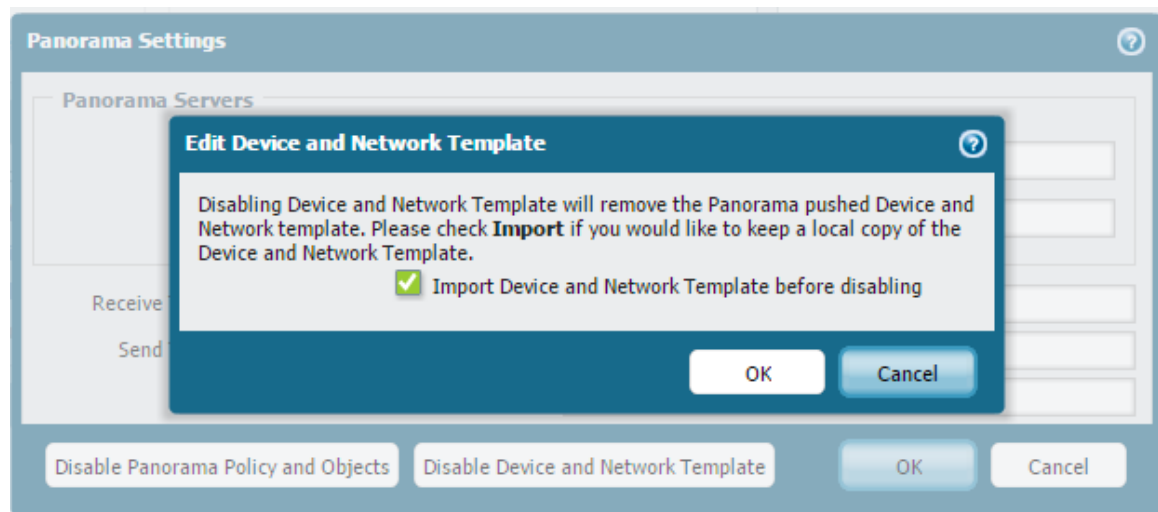 Panorama Settings
Panorama Servers
Edit Device and Network Template
Disabling Device and Network Template will remove the Panorama pushed Device and
Network template. Please check Import if you would like to keep a local copy of the
Device and Network Template.
Import Device and Network Template before disabling
Receive
Send
OK Cancel
Disable Panorama Policy and Objects Disable Device and Network Template OK Cancel